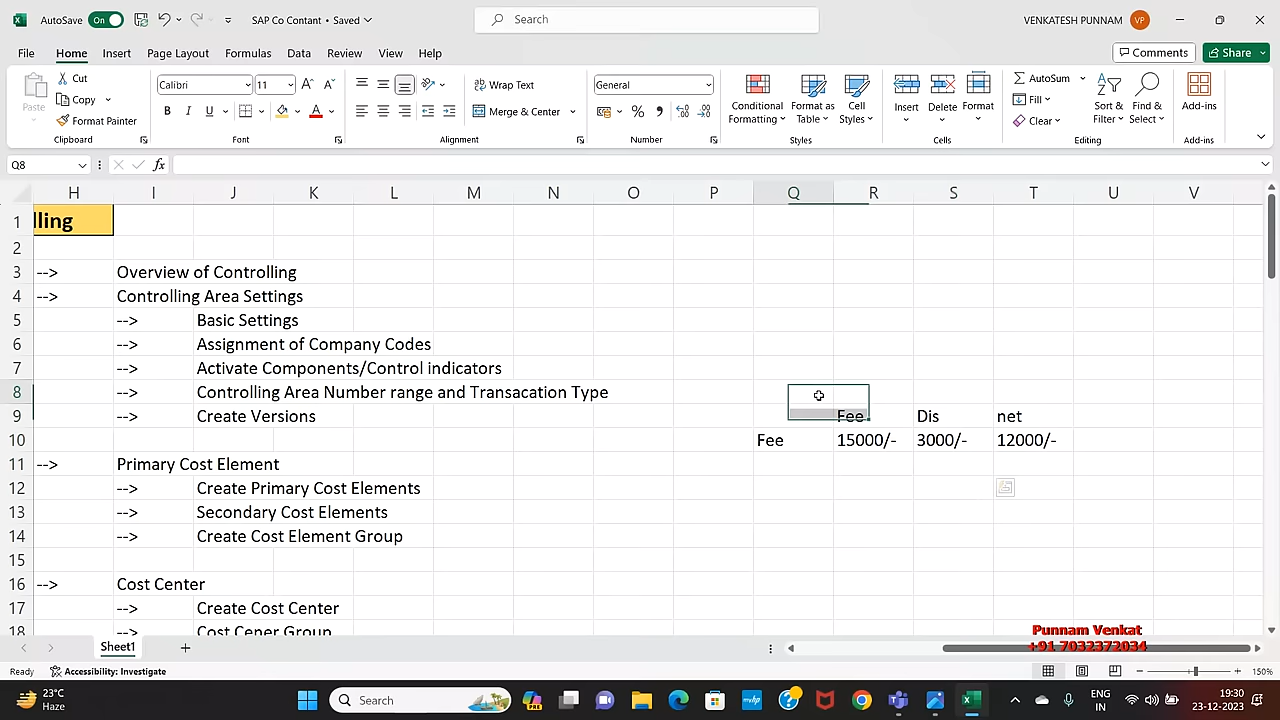 AutoSave On SAP Co Contant • Saved Search VENKATESH PUNNAM VP
File Home Insert Page Layout Formulas Data Review View Help Comments Share
Paste Cut Copy Format Painter Clipboard
Calibri 11 B I U Font
Wrap Text Merge & Center Alignment
General Number
Conditional Formatting Format as Table Cell Styles Styles
Insert Delete Format Cells
AutoSum Fill Clear Sort & Filter Find & Select Editing
Add-ins Add-ins
Q8 fx
H I J K L M N O P Q R S T U V
1 lling
2
3 --> Overview of Controlling
4 --> Controlling Area Settings
5 --> Basic Settings
6 --> Assignment of Company Codes
7 --> Activate Components/Control indicators
8 --> Controlling Area Number range and Transacation Type
9 --> Create Versions Fee Dis net
10 Fee 15000/- 3000/- 12000/-
11 --> Primary Cost Element
12 --> Create Primary Cost Elements
13 --> Secondary Cost Elements
14 --> Create Cost Element Group
15
16 --> Cost Center
17 --> Create Cost Center
18 --> Cost Cener Group
Punnam Venkat
+91 7032372034
Sheet1
Ready Accessibility: Investigate 150%
23°C Haze Search ENG IN 19:30 23-12-2023